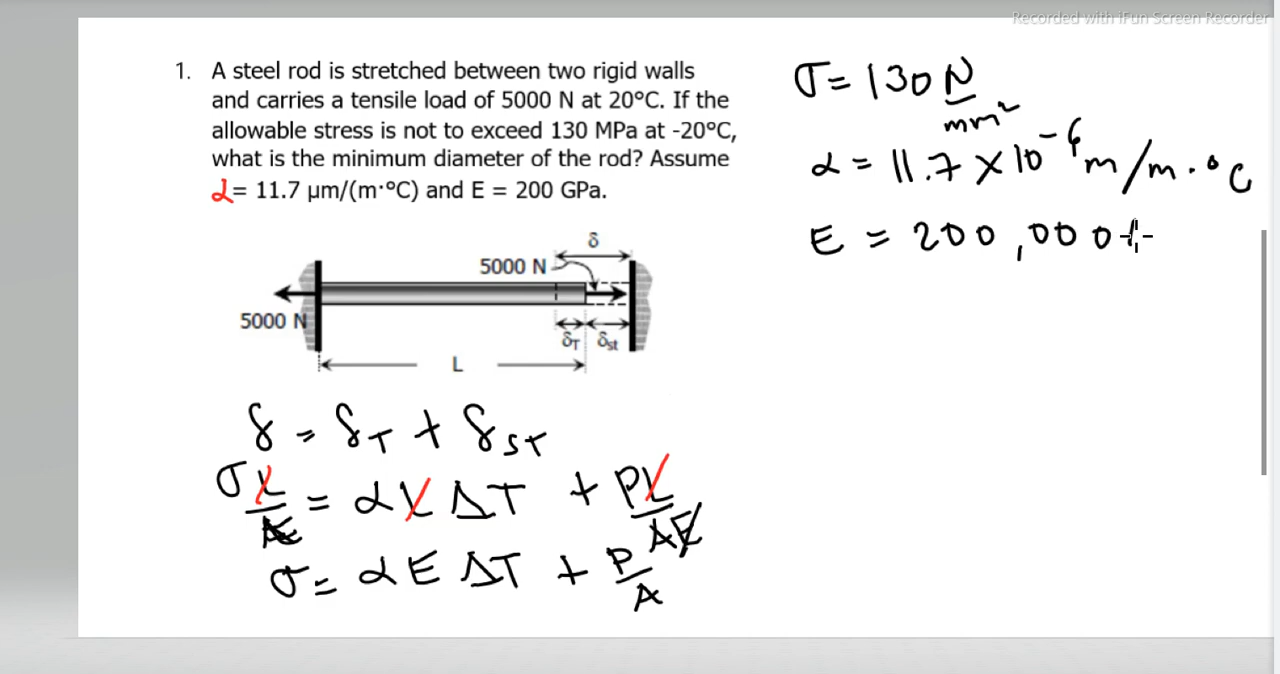 Recorded with iFun Screen Recorder
1. A steel rod is stretched between two rigid walls
and carries a tensile load of 5000 N at 20°C. If the
allowable stress is not to exceed 130 MPa at -20°C,
what is the minimum diameter of the rod? Assume
α= 11.7 µm/(m·°C) and E = 200 GPa.
δ
5000 N
5000 N
δT δst
L
δ = δT + δST
σL/AE = αLΔT + PL/AE
σ = αEΔT + P/A
σ = 130 N/mm²
α = 11.7 × 10⁻⁶ m/m·°C
E = 200,000